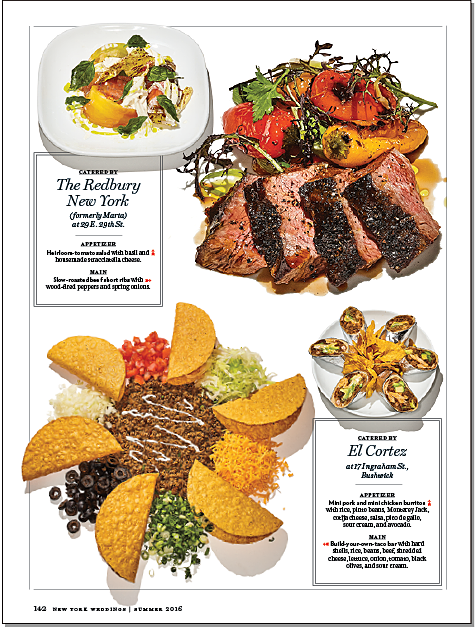 CATERED BY
The Redbury
New York
(formerly Marta)
at 29 E. 29th St.
APPETIZER
Heirloom-tomato salad with basil and
housemade stracciatella cheese.
MAIN
Slow-roasted beef short ribs with
wood-fired peppers and spring onions.
CATERED BY
El Cortez
at 17 Ingraham St.,
Bushwick
APPETIZER
Mini pork and mini chicken burritos
with rice, pinto beans, Monterey Jack,
cotija cheese, salsa, pico de gallo,
sour cream, and avocado.
MAIN
Build-your-own-taco bar with hard
shells, rice, beans, beef, shredded
cheese, lettuce, onion, tomato, black
olives, and sour cream.
142 NEW YORK WEDDINGS | SUMMER 2016